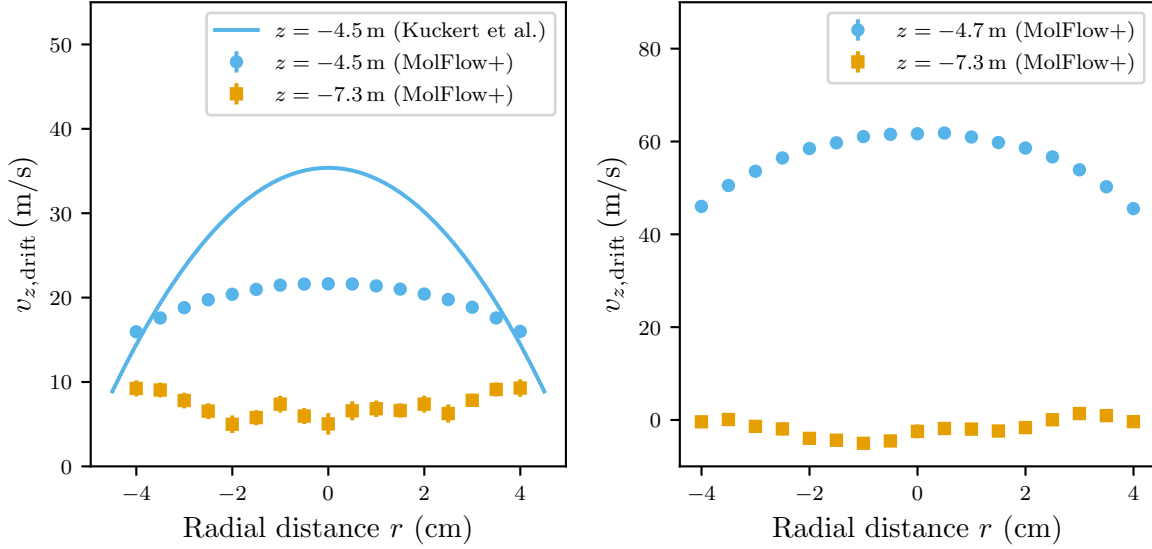 50
40
30
20
10
0
v_{z,drift} (m/s)
z = −4.5 m (Kuckert et al.)
z = −4.5 m (MolFlow+)
z = −7.3 m (MolFlow+)
−4 −2 0 2 4
Radial distance r (cm)
80
60
40
20
0
v_{z,drift} (m/s)
z = −4.7 m (MolFlow+)
z = −7.3 m (MolFlow+)
−4 −2 0 2 4
Radial distance r (cm)